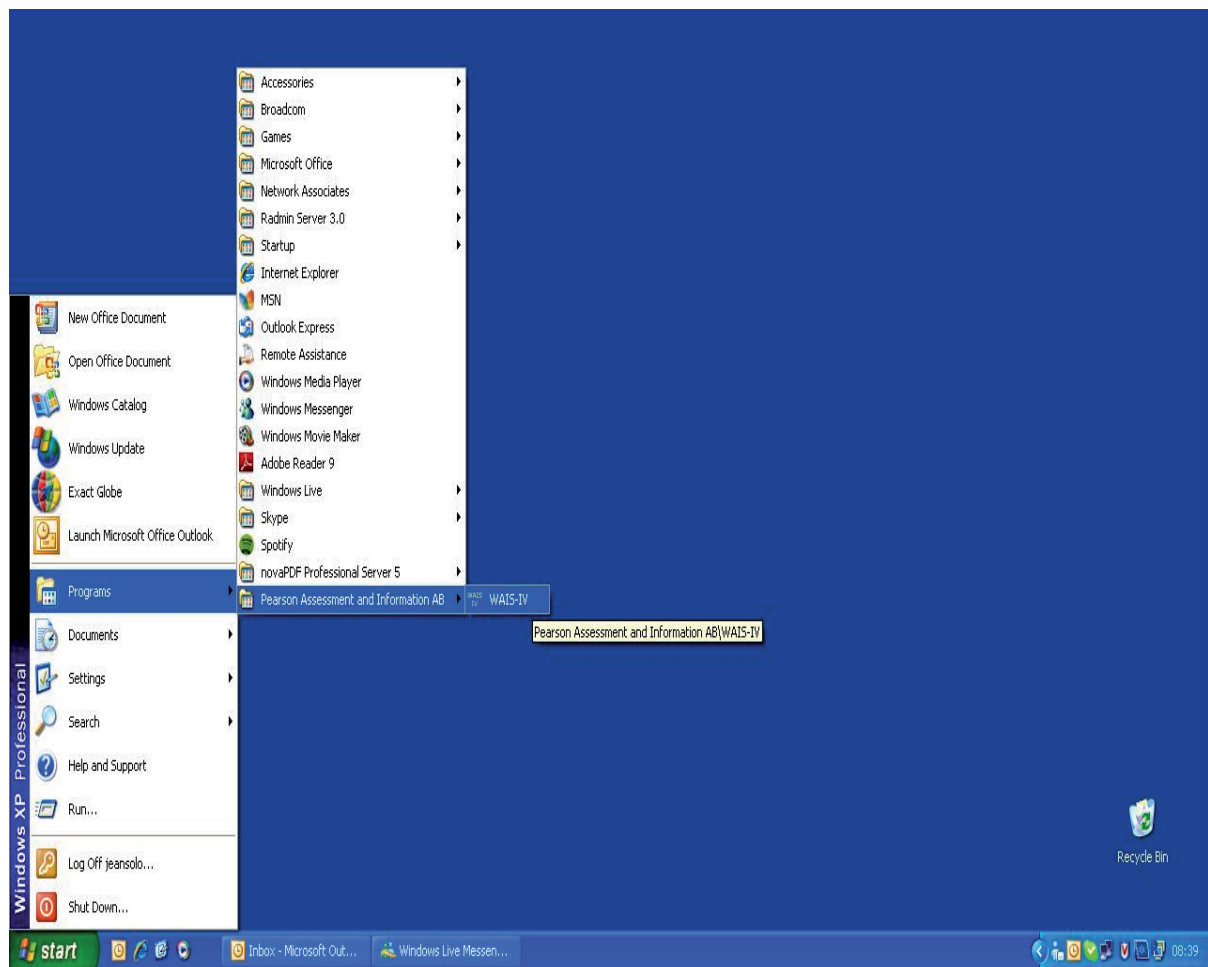 Accessories
Broadcom
Games
Microsoft Office
Network Associates
Radmin Server 3.0
Startup
Internet Explorer
MSN
Outlook Express
Remote Assistance
Windows Media Player
Windows Messenger
Windows Movie Maker
Adobe Reader 9
Windows Live
Skype
Spotify
novaPDF Professional Server 5
Pearson Assessment and Information AB
WAIS IV WAIS-IV
Pearson Assessment and Information AB\WAIS-IV
New Office Document
Open Office Document
Windows Catalog
Windows Update
Exact Globe
Launch Microsoft Office Outlook
Programs
Documents
Settings
Search
Help and Support
Run...
Log Off jeansolo...
Shut Down...
Windows XP Professional
Recycle Bin
start
Inbox - Microsoft Out...
Windows Live Messen...
08:39